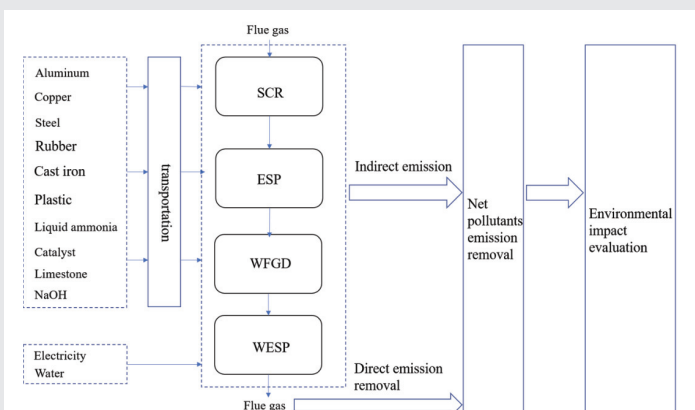 Flue gas
Aluminum
Copper
Steel
Rubber
Cast iron
Plastic
Liquid ammonia
Catalyst
Limestone
NaOH
transportation
SCR
ESP
WFGD
WESP
Electricity
Water
Flue gas
Indirect emission
Direct emission
removal
Net
pollutants
emission
removal
Environmental
impact
evaluation